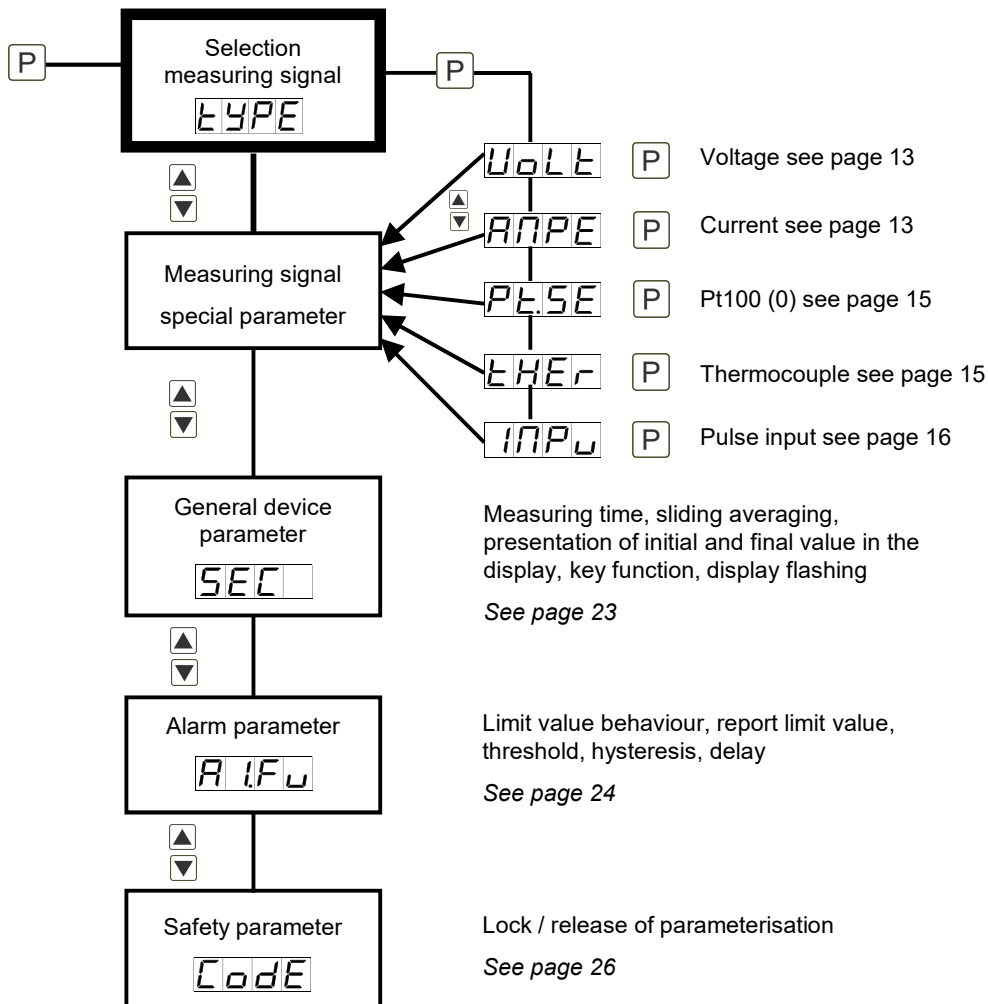 Selection
P
measuring signal
P
tYPE
VoLt P Voltage see page 13
AMPE P Current see page 13
Measuring signal
special parameter
Pt.SE P Pt100 (0) see page 15
tHEr P Thermocouple see page 15
IMPu P Pulse input see page 16
General device
parameter
SEC
Measuring time, sliding averaging,
presentation of initial and final value in the
display, key function, display flashing
See page 23
Alarm parameter
A1.Fu
Limit value behaviour, report limit value,
threshold, hysteresis, delay
See page 24
Safety parameter
CodE
Lock / release of parameterisation
See page 26